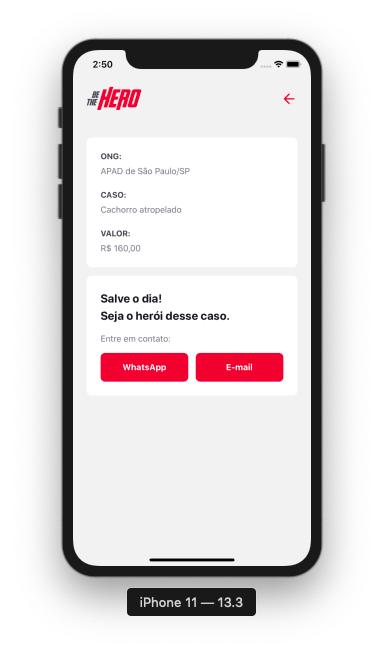 2:50
BE
THE HERO
ONG:
APAD de São Paulo/SP
CASO:
Cachorro atropelado
VALOR:
R$ 160,00
Salve o dia!
Seja o herói desse caso.
Entre em contato:
WhatsApp E-mail
iPhone 11 — 13.3